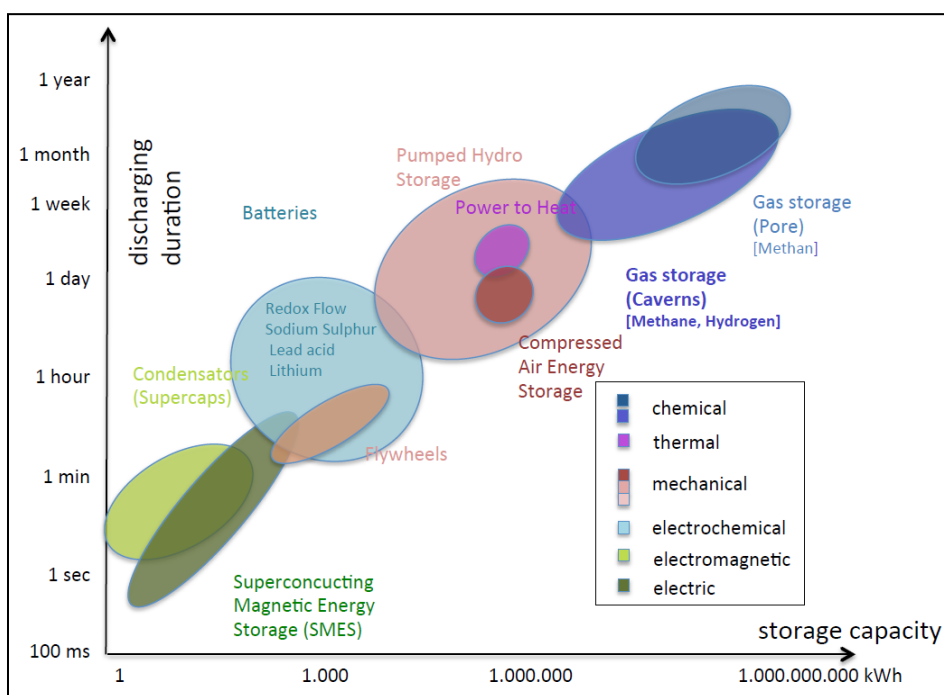 1 year
1 month
1 week
1 day
1 hour
1 min
1 sec
100 ms
discharging
duration
Batteries
Pumped Hydro
Storage
Power to Heat
Gas storage
(Pore)
[Methan]
Gas storage
(Caverns)
[Methane, Hydrogen]
Redox Flow
Sodium Sulphur
Lead acid
Lithium
Compressed
Air Energy
Storage
Condensators
(Supercaps)
Flywheels
Superconcucting
Magnetic Energy
Storage (SMES)
chemical
thermal
mechanical
electrochemical
electromagnetic
electric
storage capacity
1
1.000
1.000.000
1.000.000.000 kWh